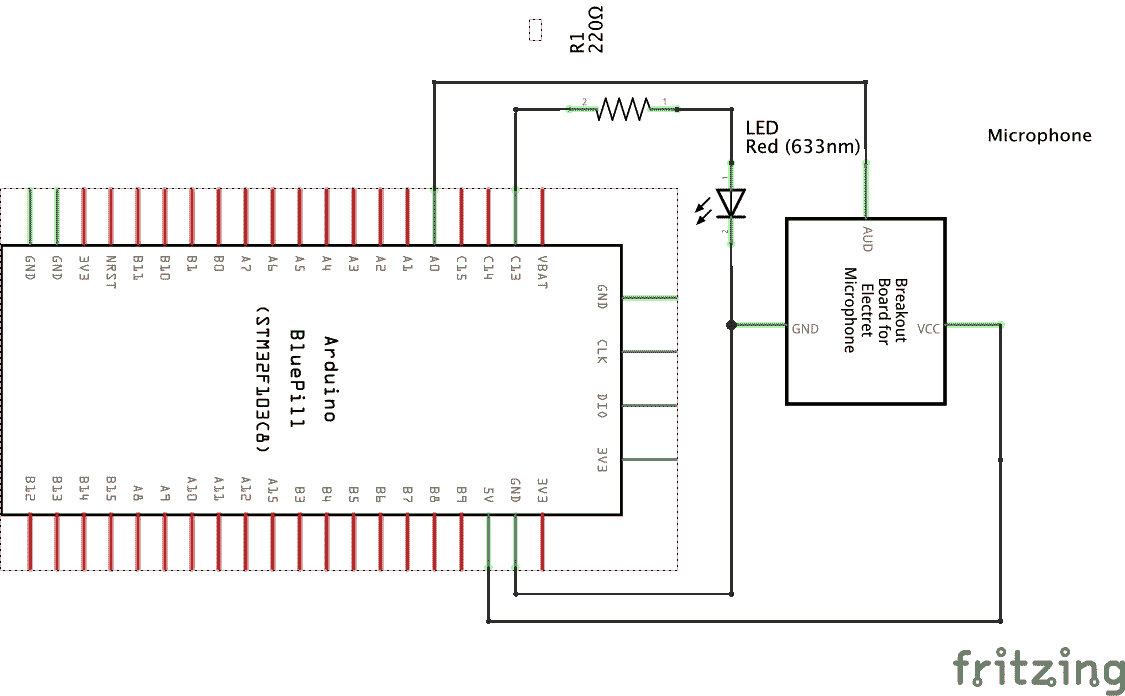 R1
220Ω
2
1
LED
Red (633nm)
Microphone
1
2
GND
GND
3V3
NRST
B11
B10
B1
B0
A7
A6
A5
A4
A3
A2
A1
A0
C15
C14
C13
VBAT
GND
CLK
DIO
3V3
Arduino
BluePill
(STM32F103C8)
AUD
GND
VCC
Breakout
Board for
Electret
Microphone
B12
B13
B14
B15
A8
A9
A10
A11
A12
A15
B3
B4
B5
B6
B7
B8
B9
5V
GND
3V3
fritzing